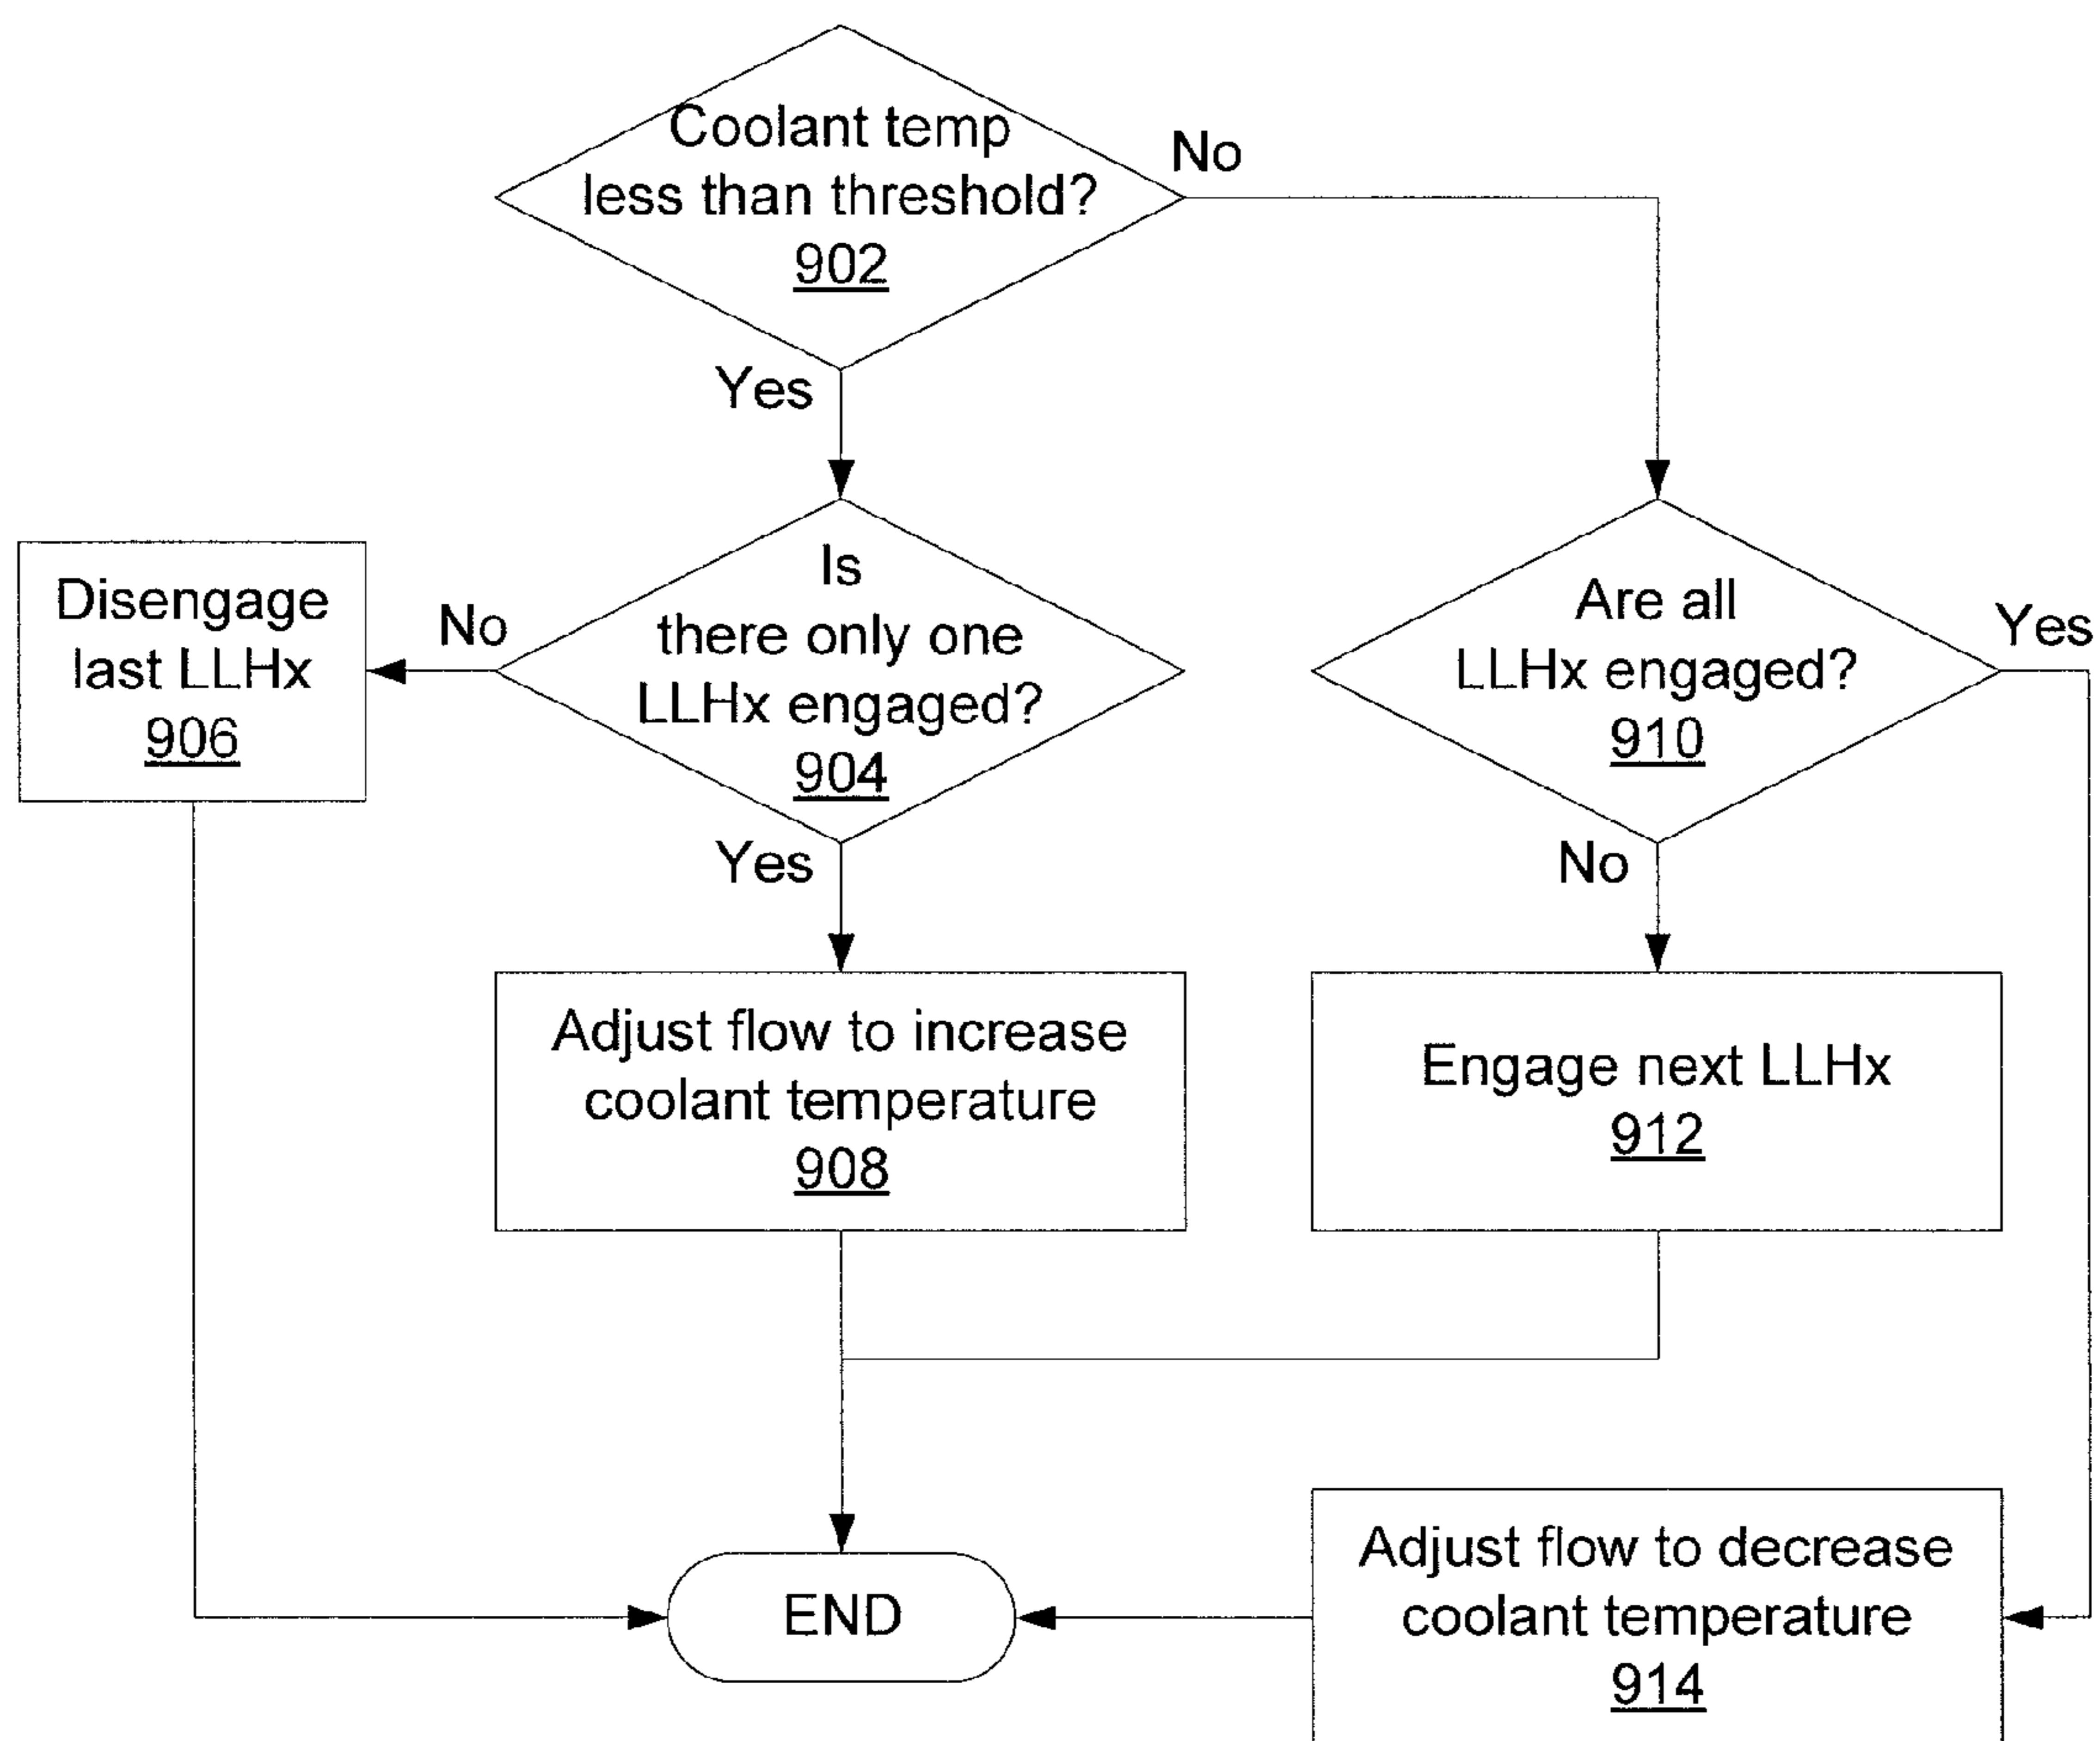 Coolant temp
less than threshold?
902
No
Yes
Disengage
last LLHx
906
No
Is
there only one
LLHx engaged?
904
Are all
LLHx engaged?
910
Yes
Yes
No
Adjust flow to increase
coolant temperature
908
Engage next LLHx
912
END
Adjust flow to decrease
coolant temperature
914